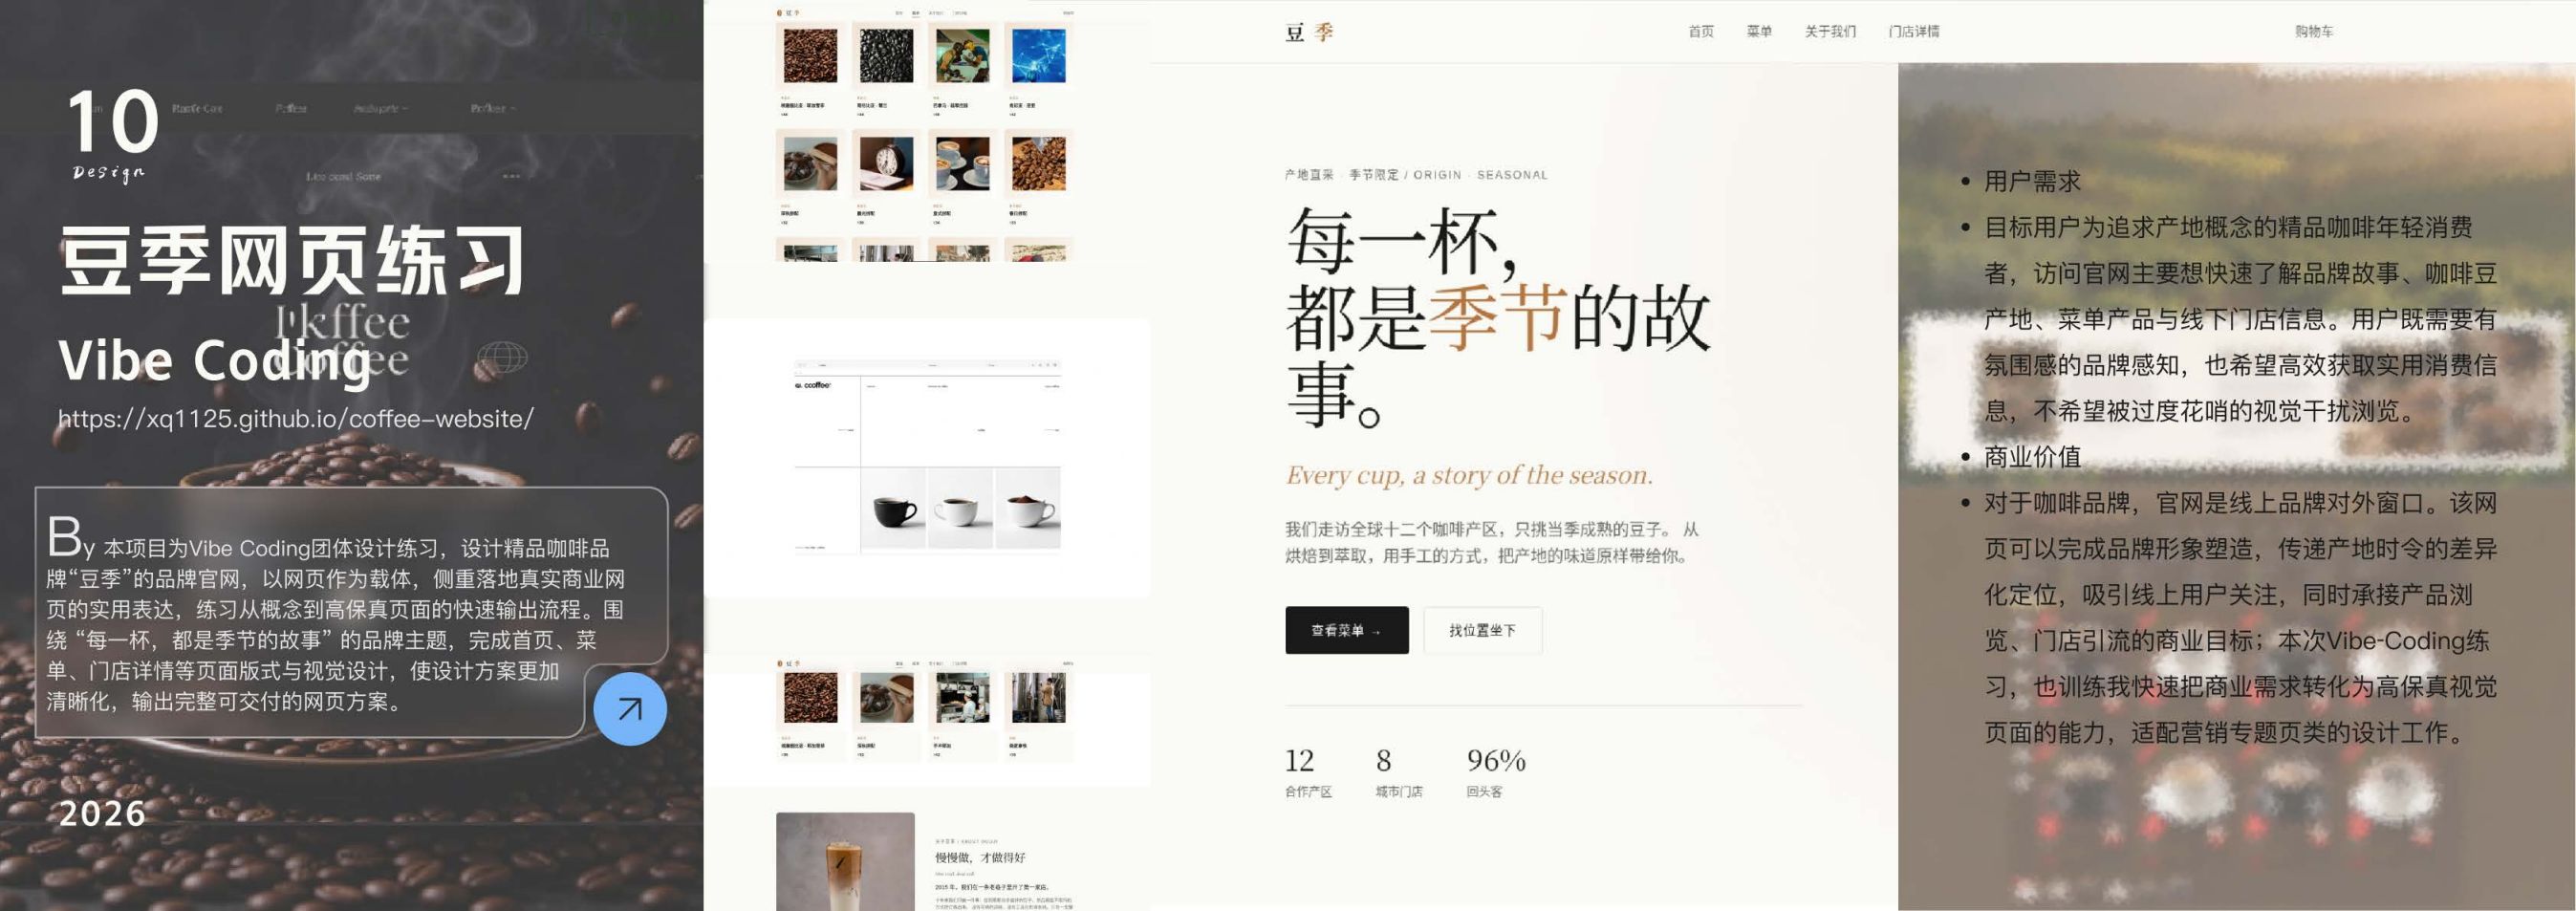 10
Design
豆季网页练习
Vibe Coding
https://xq1125.github.io/coffee-website/
By 本项目为Vibe Coding团体设计练习，设计精品咖啡品
牌“豆季”的品牌官网，以网页作为载体，侧重落地真实商业网
页的实用表达，练习从概念到高保真页面的快速输出流程。围
绕 “每一杯，都是季节的故事” 的品牌主题，完成首页、菜
单、门店详情等页面版式与视觉设计，使设计方案更加
清晰化，输出完整可交付的网页方案。
2026
豆季
慢慢做，才做得好
2015 年，我们在一条老巷子里开了第一家店。
豆季
首页 菜单 关于我们 门店详情 购物车
产地直采 · 季节限定 / ORIGIN · SEASONAL
每一杯，
都是季节的故
事。
Every cup, a story of the season.
我们走访全球十二个咖啡产区，只挑当季成熟的豆子。 从
烘焙到萃取，用手工的方式，把产地的味道原样带给你。
查看菜单 → 找位置坐下
12 8 96%
合作产区 城市门店 回头客
• 用户需求
• 目标用户为追求产地概念的精品咖啡年轻消费
者，访问官网主要想快速了解品牌故事、咖啡豆
产地、菜单产品与线下门店信息。用户既需要有
氛围感的品牌感知，也希望高效获取实用消费信
息，不希望被过度花哨的视觉干扰浏览。
• 商业价值
• 对于咖啡品牌，官网是线上品牌对外窗口。该网
页可以完成品牌形象塑造，传递产地时令的差异
化定位，吸引线上用户关注，同时承接产品浏
览、门店引流的商业目标；本次Vibe-Coding练
习，也训练我快速把商业需求转化为高保真视觉
页面的能力，适配营销专题页类的设计工作。